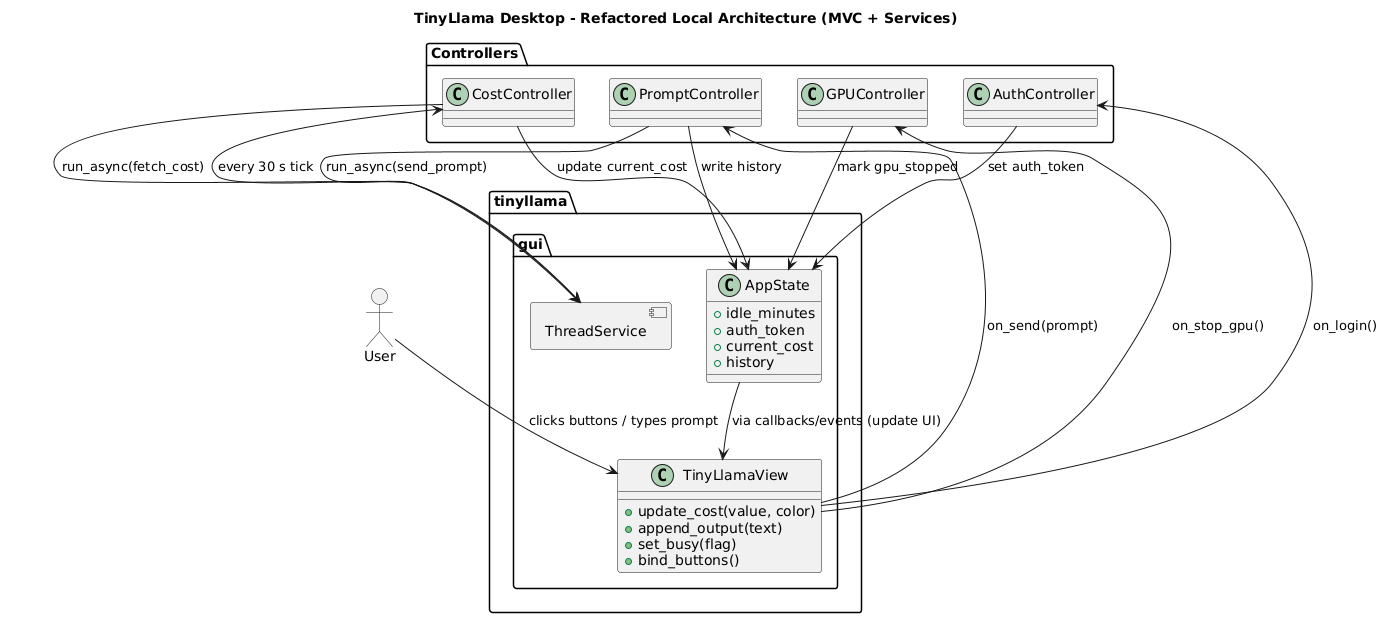 TinyLlama Desktop - Refactored Local Architecture (MVC + Services)
Controllers
C CostController
C PromptController
C GPUController
C AuthController
run_async(fetch_cost)
every 30 s tick
run_async(send_prompt)
update current_cost
write history
mark gpu_stopped
set auth_token
tinyllama
gui
C AppState
idle_minutes
auth_token
current_cost
history
ThreadService
User
on_send(prompt)
on_stop_gpu()
on_login()
clicks buttons / types prompt
via callbacks/events (update UI)
C TinyLlamaView
update_cost(value, color)
append_output(text)
set_busy(flag)
bind_buttons()